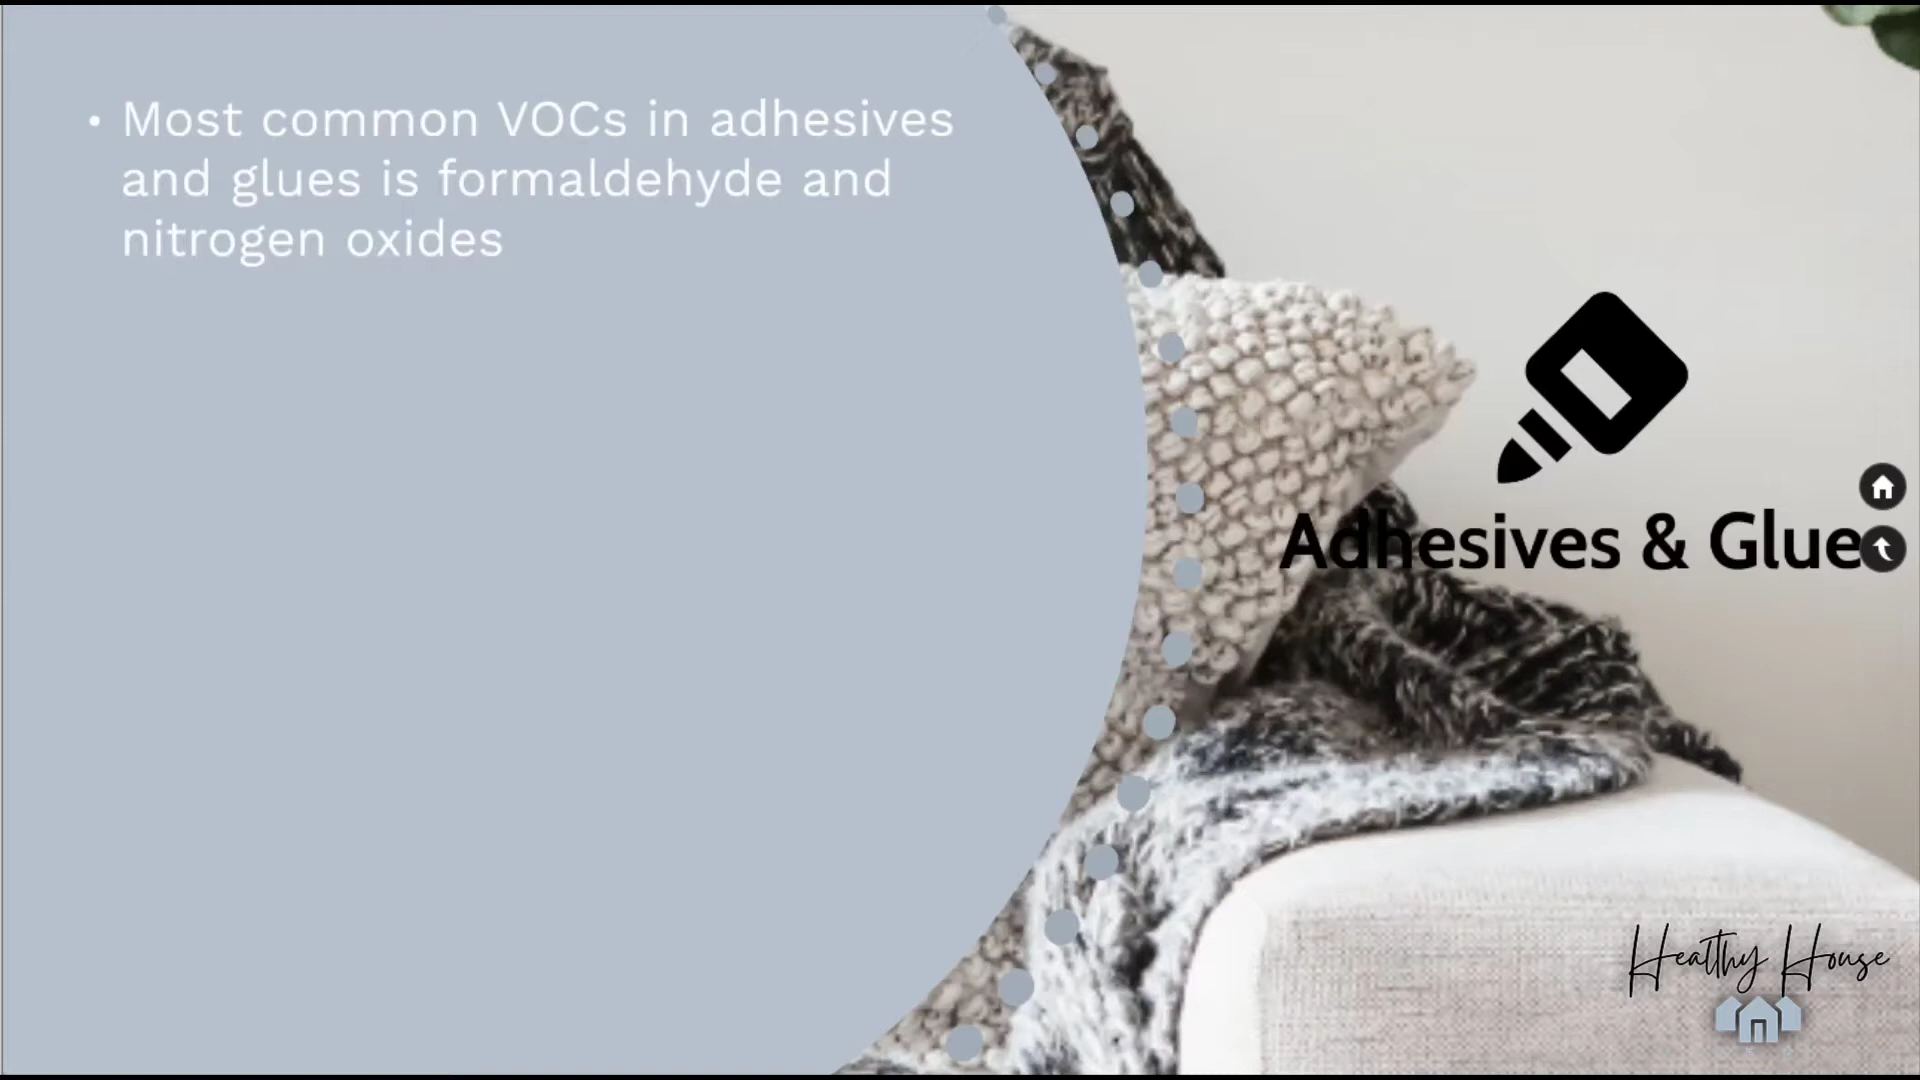 • Most common VOCs in adhesives
and glues is formaldehyde and
nitrogen oxides
Adhesives & Glue
Healthy House